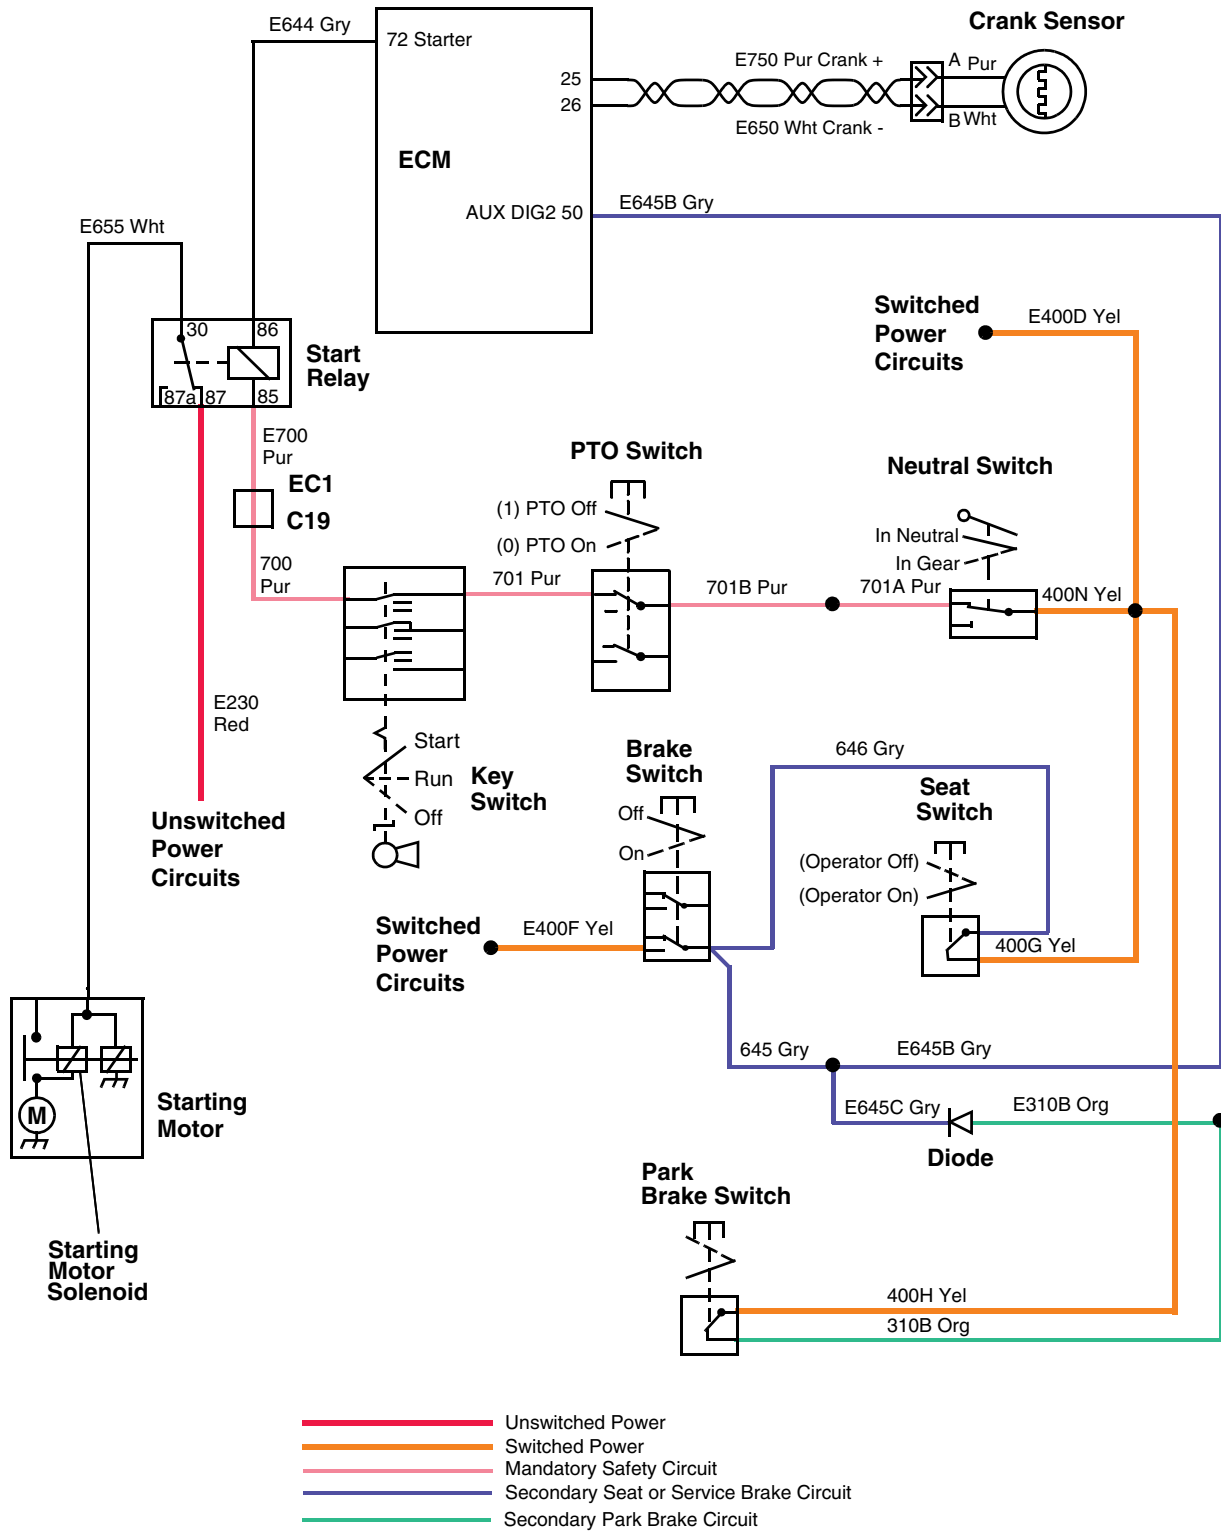 Crank Sensor
E644 Gry
72 Starter
25
26
E750 Pur Crank +
E650 Wht Crank -
A Pur
B Wht
ECM
AUX DIG2 50
E645B Gry
E655 Wht
30
86
87a
87
85
Start
Relay
Switched
Power
Circuits
E400D Yel
E700
Pur
EC1
C19
700
Pur
PTO Switch
(1) PTO Off
(0) PTO On
Neutral Switch
In Neutral
In Gear
701 Pur
701B Pur
701A Pur
400N Yel
E230
Red
Start
Run
Off
Key
Switch
Unswitched
Power
Circuits
Brake
Switch
Off
On
646 Gry
Seat
Switch
(Operator Off)
(Operator On)
Switched
Power
Circuits
E400F Yel
400G Yel
645 Gry
E645B Gry
E645C Gry
E310B Org
Diode
M
Starting
Motor
Starting
Motor
Solenoid
Park
Brake Switch
400H Yel
310B Org
Unswitched Power
Switched Power
Mandatory Safety Circuit
Secondary Seat or Service Brake Circuit
Secondary Park Brake Circuit